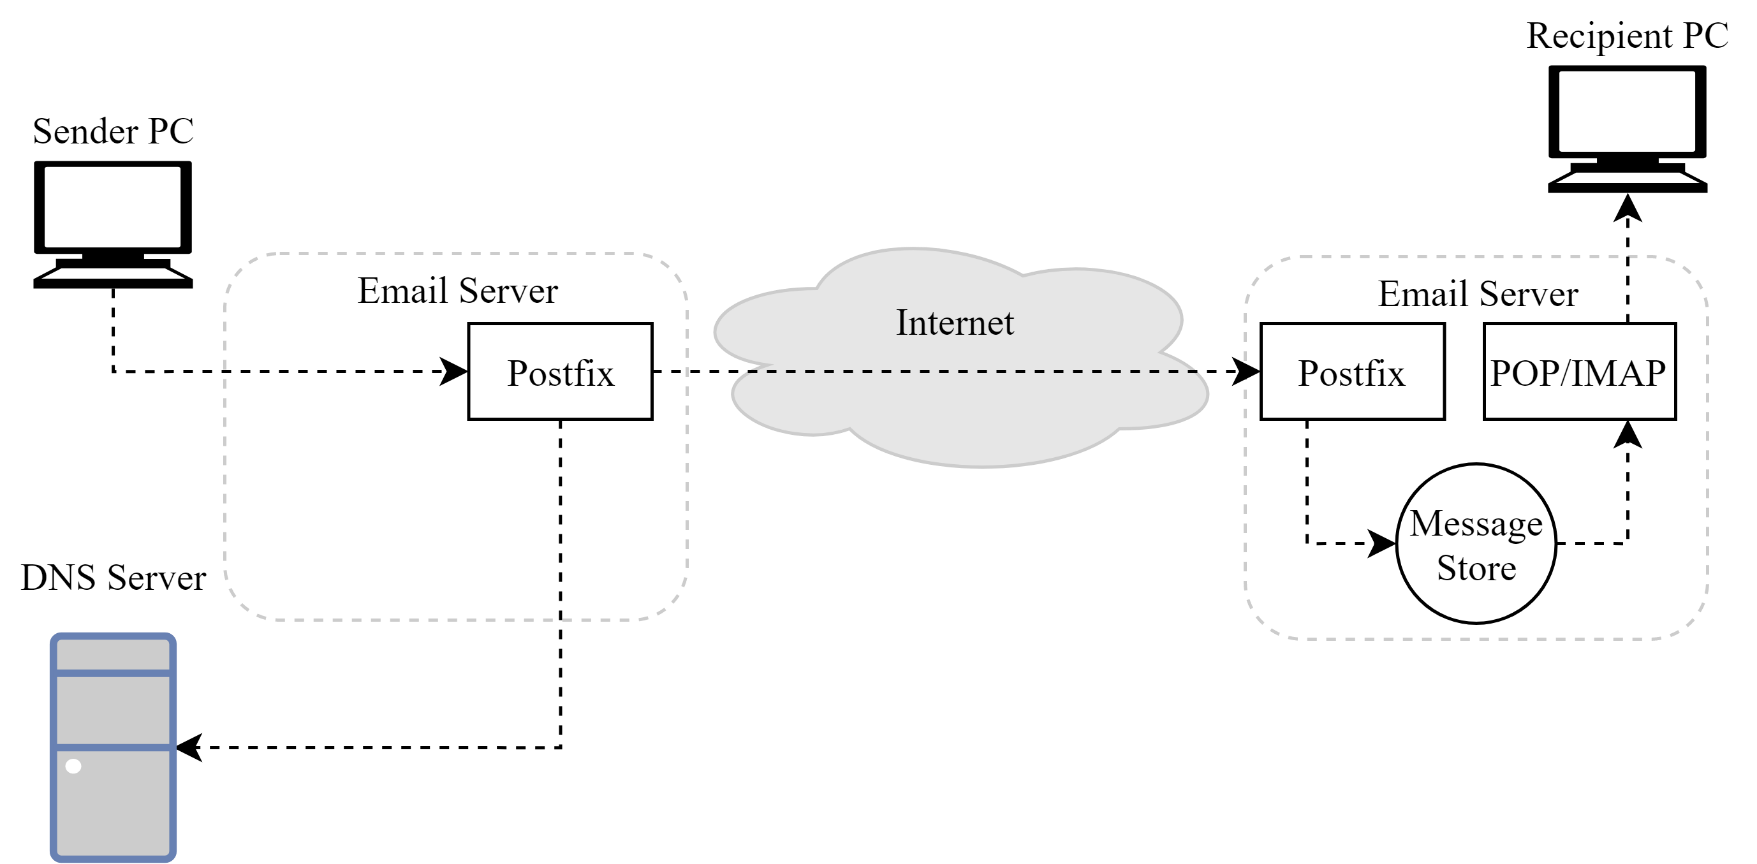 Recipient PC
Sender PC
Email Server
Email Server
Internet
Postfix
Postfix
POP/IMAP
Message
Store
DNS Server